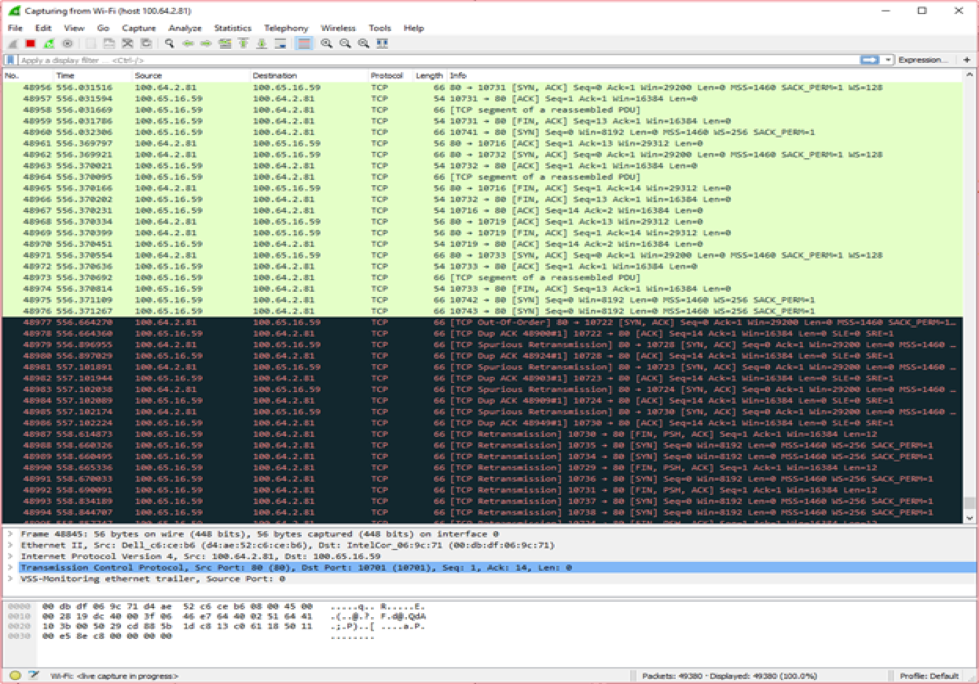 Capturing from Wi-Fi (host 100.64.2.81)
File Edit View Go Capture Analyze Statistics Telephony Wireless Tools Help
Apply a display filter ... <Ctrl-/> Expression... +
No. Time Source Destination Protocol Length Info
48956 556.031516 100.64.2.81 100.65.16.59 TCP 66 80 → 10731 [SYN, ACK] Seq=0 Ack=1 Win=29200 Len=0 MSS=1460 SACK_PERM=1 WS=128
48957 556.031594 100.65.16.59 100.64.2.81 TCP 54 10731 → 80 [ACK] Seq=1 Ack=1 Win=16384 Len=0
48958 556.031669 100.65.16.59 100.64.2.81 TCP 66 [TCP segment of a reassembled PDU]
48959 556.031786 100.65.16.59 100.64.2.81 TCP 54 10731 → 80 [FIN, ACK] Seq=13 Ack=1 Win=16384 Len=0
48960 556.032306 100.65.16.59 100.64.2.81 TCP 66 10741 → 80 [SYN] Seq=0 Win=8192 Len=0 MSS=1460 WS=256 SACK_PERM=1
48961 556.369797 100.64.2.81 100.65.16.59 TCP 56 80 → 10716 [ACK] Seq=1 Ack=13 Win=29312 Len=0
48962 556.369921 100.64.2.81 100.65.16.59 TCP 66 80 → 10732 [SYN, ACK] Seq=0 Ack=1 Win=29200 Len=0 MSS=1460 SACK_PERM=1 WS=128
48963 556.370021 100.65.16.59 100.64.2.81 TCP 54 10732 → 80 [ACK] Seq=1 Ack=1 Win=16384 Len=0
48964 556.370095 100.65.16.59 100.64.2.81 TCP 66 [TCP segment of a reassembled PDU]
48965 556.370166 100.64.2.81 100.65.16.59 TCP 56 80 → 10716 [FIN, ACK] Seq=1 Ack=14 Win=29312 Len=0
48966 556.370202 100.65.16.59 100.64.2.81 TCP 54 10732 → 80 [FIN, ACK] Seq=13 Ack=1 Win=16384 Len=0
48967 556.370231 100.65.16.59 100.64.2.81 TCP 54 10716 → 80 [ACK] Seq=14 Ack=2 Win=16384 Len=0
48968 556.370334 100.64.2.81 100.65.16.59 TCP 56 80 → 10719 [ACK] Seq=1 Ack=13 Win=29312 Len=0
48969 556.370399 100.64.2.81 100.65.16.59 TCP 56 80 → 10719 [FIN, ACK] Seq=1 Ack=14 Win=29312 Len=0
48970 556.370451 100.65.16.59 100.64.2.81 TCP 54 10719 → 80 [ACK] Seq=14 Ack=2 Win=16384 Len=0
48971 556.370554 100.64.2.81 100.65.16.59 TCP 66 80 → 10733 [SYN, ACK] Seq=0 Ack=1 Win=29200 Len=0 MSS=1460 SACK_PERM=1 WS=128
48972 556.370636 100.65.16.59 100.64.2.81 TCP 54 10733 → 80 [ACK] Seq=1 Ack=1 Win=16384 Len=0
48973 556.370692 100.65.16.59 100.64.2.81 TCP 66 [TCP segment of a reassembled PDU]
48974 556.370814 100.65.16.59 100.64.2.81 TCP 54 10733 → 80 [FIN, ACK] Seq=13 Ack=1 Win=16384 Len=0
48975 556.371109 100.65.16.59 100.64.2.81 TCP 66 10742 → 80 [SYN] Seq=0 Win=8192 Len=0 MSS=1460 WS=256 SACK_PERM=1
48976 556.371267 100.65.16.59 100.64.2.81 TCP 66 10743 → 80 [SYN] Seq=0 Win=8192 Len=0 MSS=1460 WS=256 SACK_PERM=1
48977 556.664270 100.64.2.81 100.65.16.59 TCP 66 [TCP Out-Of-Order] 80 → 10722 [SYN, ACK] Seq=0 Ack=1 Win=29200 Len=0 MSS=1460 SACK_PERM=1...
48978 556.664360 100.65.16.59 100.64.2.81 TCP 66 [TCP Dup ACK 48900#1] 10722 → 80 [ACK] Seq=14 Ack=1 Win=16384 Len=0 SLE=0 SRE=1
48979 556.896955 100.64.2.81 100.65.16.59 TCP 66 [TCP Spurious Retransmission] 80 → 10728 [SYN, ACK] Seq=0 Ack=1 Win=29200 Len=0 MSS=1460 ...
48980 556.897029 100.65.16.59 100.64.2.81 TCP 66 [TCP Dup ACK 48924#1] 10728 → 80 [ACK] Seq=14 Ack=1 Win=16384 Len=0 SLE=0 SRE=1
48981 557.101891 100.64.2.81 100.65.16.59 TCP 66 [TCP Spurious Retransmission] 80 → 10723 [SYN, ACK] Seq=0 Ack=1 Win=29200 Len=0 MSS=1460 ...
48982 557.101944 100.65.16.59 100.64.2.81 TCP 66 [TCP Dup ACK 48903#1] 10723 → 80 [ACK] Seq=14 Ack=1 Win=16384 Len=0 SLE=0 SRE=1
48983 557.102038 100.64.2.81 100.65.16.59 TCP 66 [TCP Spurious Retransmission] 80 → 10724 [SYN, ACK] Seq=0 Ack=1 Win=29200 Len=0 MSS=1460 ...
48984 557.102089 100.65.16.59 100.64.2.81 TCP 66 [TCP Dup ACK 48909#1] 10724 → 80 [ACK] Seq=14 Ack=1 Win=16384 Len=0 SLE=0 SRE=1
48985 557.102174 100.64.2.81 100.65.16.59 TCP 66 [TCP Spurious Retransmission] 80 → 10730 [SYN, ACK] Seq=0 Ack=1 Win=29200 Len=0 MSS=1460 ...
48986 557.102224 100.65.16.59 100.64.2.81 TCP 66 [TCP Dup ACK 48949#1] 10730 → 80 [ACK] Seq=14 Ack=1 Win=16384 Len=0 SLE=0 SRE=1
48987 558.614873 100.65.16.59 100.64.2.81 TCP 66 [TCP Retransmission] 10730 → 80 [FIN, PSH, ACK] Seq=1 Ack=1 Win=16384 Len=12
48988 558.660326 100.65.16.59 100.64.2.81 TCP 66 [TCP Retransmission] 10735 → 80 [SYN] Seq=0 Win=8192 Len=0 MSS=1460 WS=256 SACK_PERM=1
48989 558.660495 100.65.16.59 100.64.2.81 TCP 66 [TCP Retransmission] 10734 → 80 [SYN] Seq=0 Win=8192 Len=0 MSS=1460 WS=256 SACK_PERM=1
48990 558.665336 100.65.16.59 100.64.2.81 TCP 66 [TCP Retransmission] 10729 → 80 [FIN, PSH, ACK] Seq=1 Ack=1 Win=16384 Len=12
48991 558.670033 100.65.16.59 100.64.2.81 TCP 66 [TCP Retransmission] 10736 → 80 [SYN] Seq=0 Win=8192 Len=0 MSS=1460 WS=256 SACK_PERM=1
48992 558.690091 100.65.16.59 100.64.2.81 TCP 66 [TCP Retransmission] 10731 → 80 [FIN, PSH, ACK] Seq=1 Ack=1 Win=16384 Len=12
48993 558.834189 100.65.16.59 100.64.2.81 TCP 66 [TCP Retransmission] 10737 → 80 [SYN] Seq=0 Win=8192 Len=0 MSS=1460 WS=256 SACK_PERM=1
48994 558.844707 100.65.16.59 100.64.2.81 TCP 66 [TCP Retransmission] 10738 → 80 [SYN] Seq=0 Win=8192 Len=0 MSS=1460 WS=256 SACK_PERM=1
Frame 48845: 56 bytes on wire (448 bits), 56 bytes captured (448 bits) on interface 0
Ethernet II, Src: Dell_c6:ce:b6 (d4:ae:52:c6:ce:b6), Dst: IntelCor_06:9c:71 (00:db:df:06:9c:71)
Internet Protocol Version 4, Src: 100.64.2.81, Dst: 100.65.16.59
Transmission Control Protocol, Src Port: 80 (80), Dst Port: 10701 (10701), Seq: 1, Ack: 14, Len: 0
VSS-Monitoring ethernet trailer, Source Port: 0
0000 00 db df 06 9c 71 d4 ae 52 c6 ce b6 08 00 45 00 .....q.. R.....E.
0010 00 28 19 dc 40 00 3f 06 46 e7 64 40 02 51 64 41 .(..@.?. F.d@.QdA
0020 10 3b 00 50 29 cd 88 5b 1d c8 13 c0 61 18 50 11 .;.P)..[ ....a.P.
0030 00 e5 8e c8 00 00 00 00 ........
Wi-Fi: <live capture in progress> Packets: 49380 · Displayed: 49380 (100.0%) Profile: Default